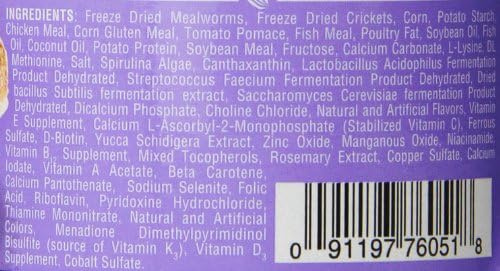 INGREDIENTS: Freeze Dried Mealworms, Freeze Dried Crickets, Corn, Potato Starch
Chicken Meal, Corn Gluten Meal, Tomato Pomace, Fish Meal, Poultry Fat, Soybean Oil, Fish
Oil, Coconut Oil, Potato Protein, Soybean Meal, Fructose, Calcium Carbonate, L-Lysine, DL
Methionine, Salt, Spirulina Algae, Canthaxanthin, Lactobacillus Acidophilus Fermentation
Product Dehydrated, Streptococcus Faecium Fermentation Product Dehydrated, Dried
bacillus Subtilis fermentation extract, Saccharomyces Cerevisiae fermentation Product
Dehydrated, Dicalcium Phosphate, Choline Chloride, Natural and Artificial Flavors, Vitamin
E Supplement, Calcium L-Ascorbyl-2-Monophosphate (Stabilized Vitamin C), Ferrous
Sulfate, D-Biotin, Yucca Schidigera Extract, Zinc Oxide, Manganous Oxide, Niacinamide,
Vitamin B12 Supplement, Mixed Tocopherols, Rosemary Extract, Copper Sulfate, Calcium
Iodate, Vitamin A Acetate, Beta Carotene,
Calcium Pantothenate, Sodium Selenite, Folic
Acid, Riboflavin, Pyridoxine Hydrochloride,
Thiamine Mononitrate, Natural and Artificial
Colors, Menadione Dimethylpyrimidinol
Bisulfite (source of Vitamin K3), Vitamin D3
Supplement, Cobalt Sulfate.
0 91197 76051 8